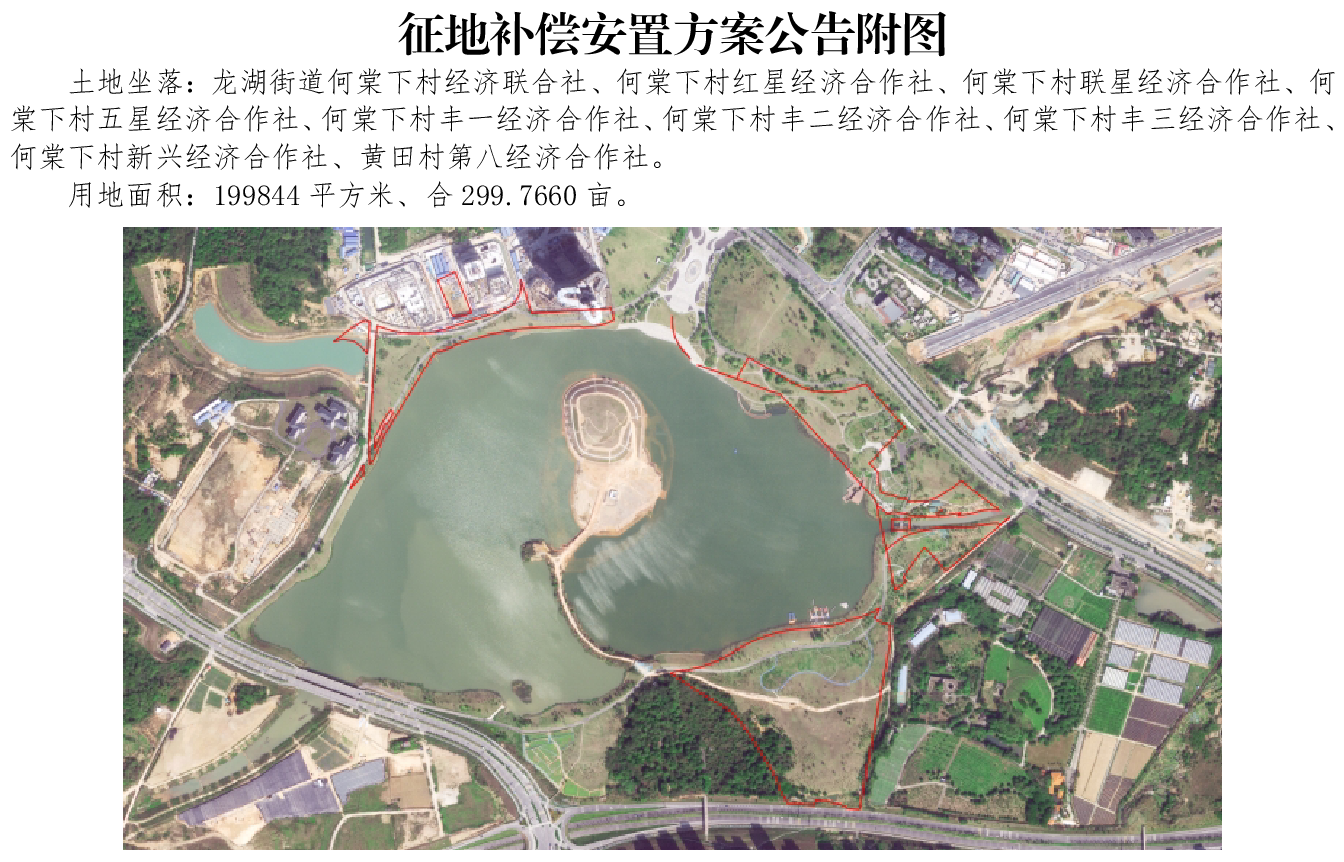 征地补偿安置方案公告附图
土地坐落：龙湖街道何棠下村经济联合社、何棠下村红星经济合作社、何棠下村联星经济合作社、何
棠下村五星经济合作社、何棠下村丰一经济合作社、何棠下村丰二经济合作社、何棠下村丰三经济合作社、
何棠下村新兴经济合作社、黄田村第八经济合作社。
用地面积：199844 平方米、合 299.7660 亩。